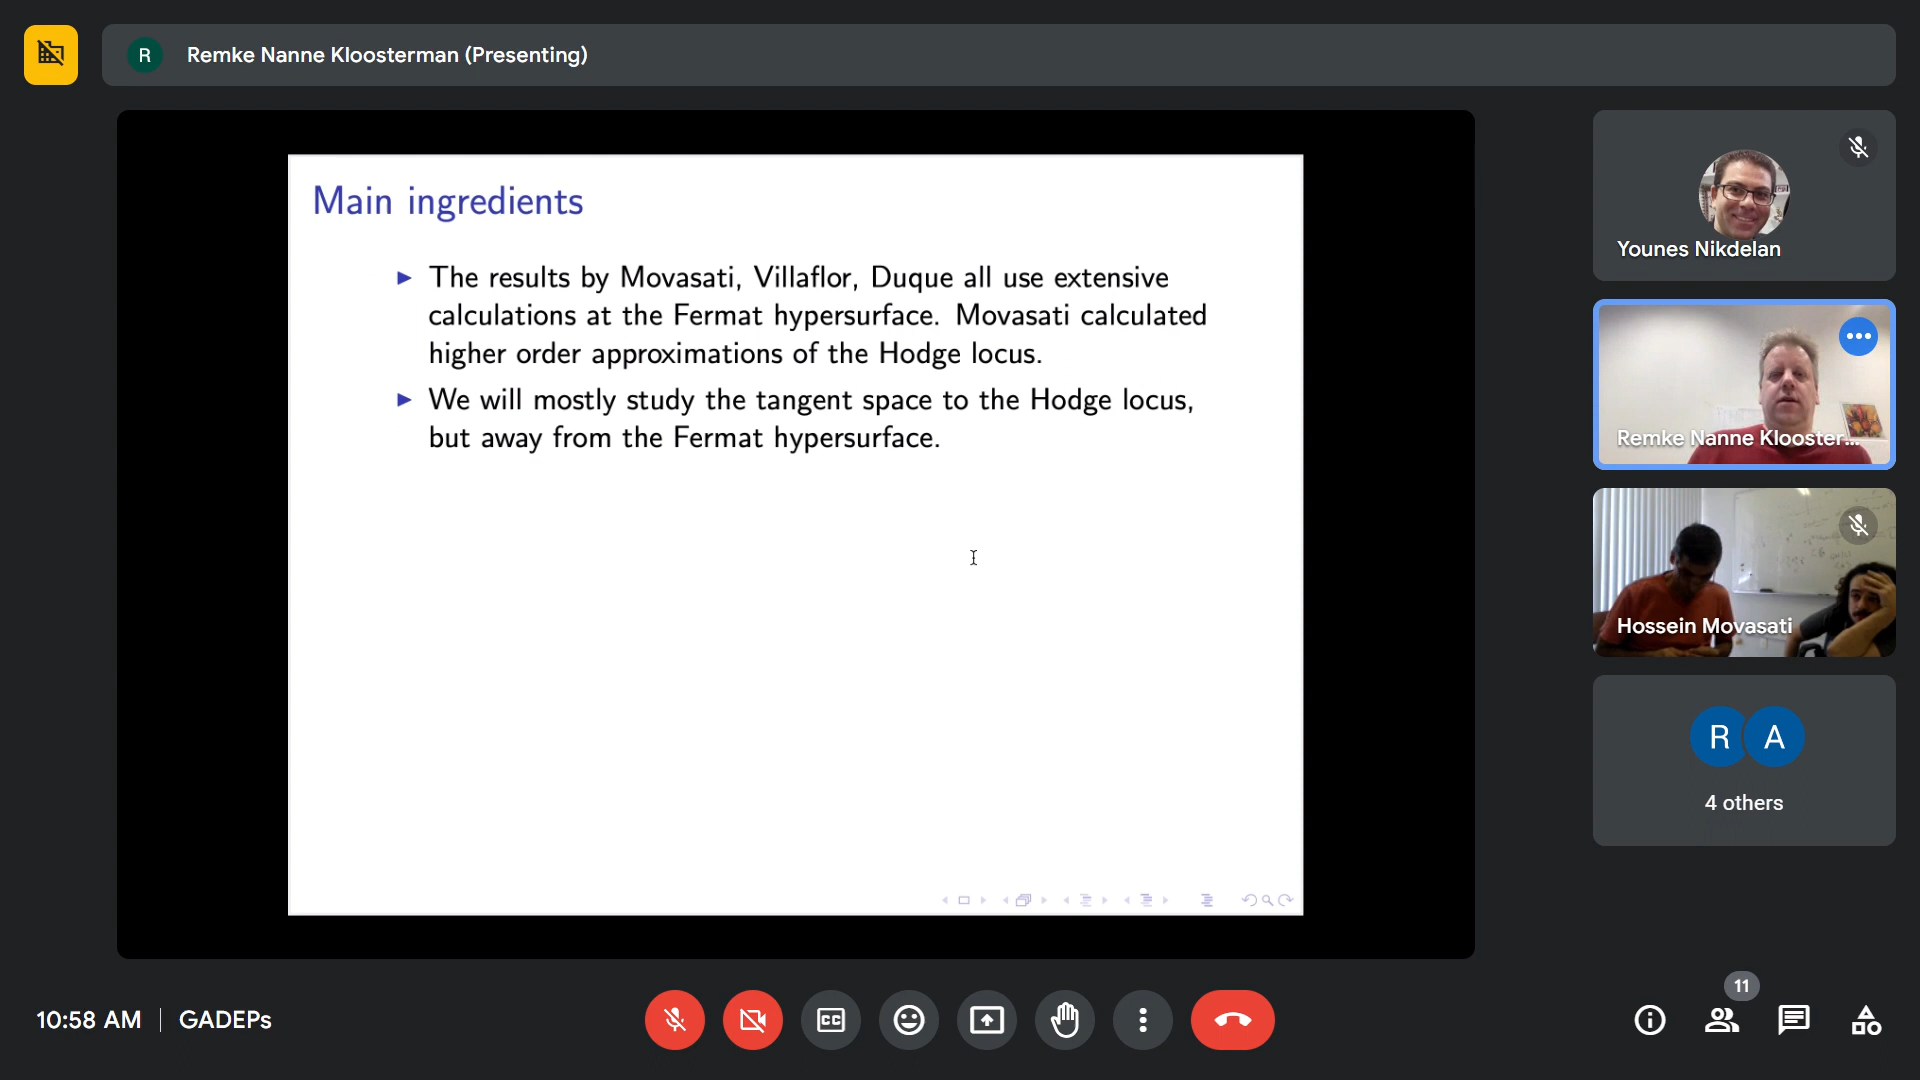 R
Remke Nanne Kloosterman (Presenting)
Main ingredients
The results by Movasati, Villaflor, Duque all use extensive
calculations at the Fermat hypersurface. Movasati calculated
higher order approximations of the Hodge locus.
We will mostly study the tangent space to the Hodge locus,
but away from the Fermat hypersurface.
Younes Nikdelan
Remke Nanne Klooster...
Hossein Movasati
R A
4 others
10:58 AM | GADEPs
CC
11